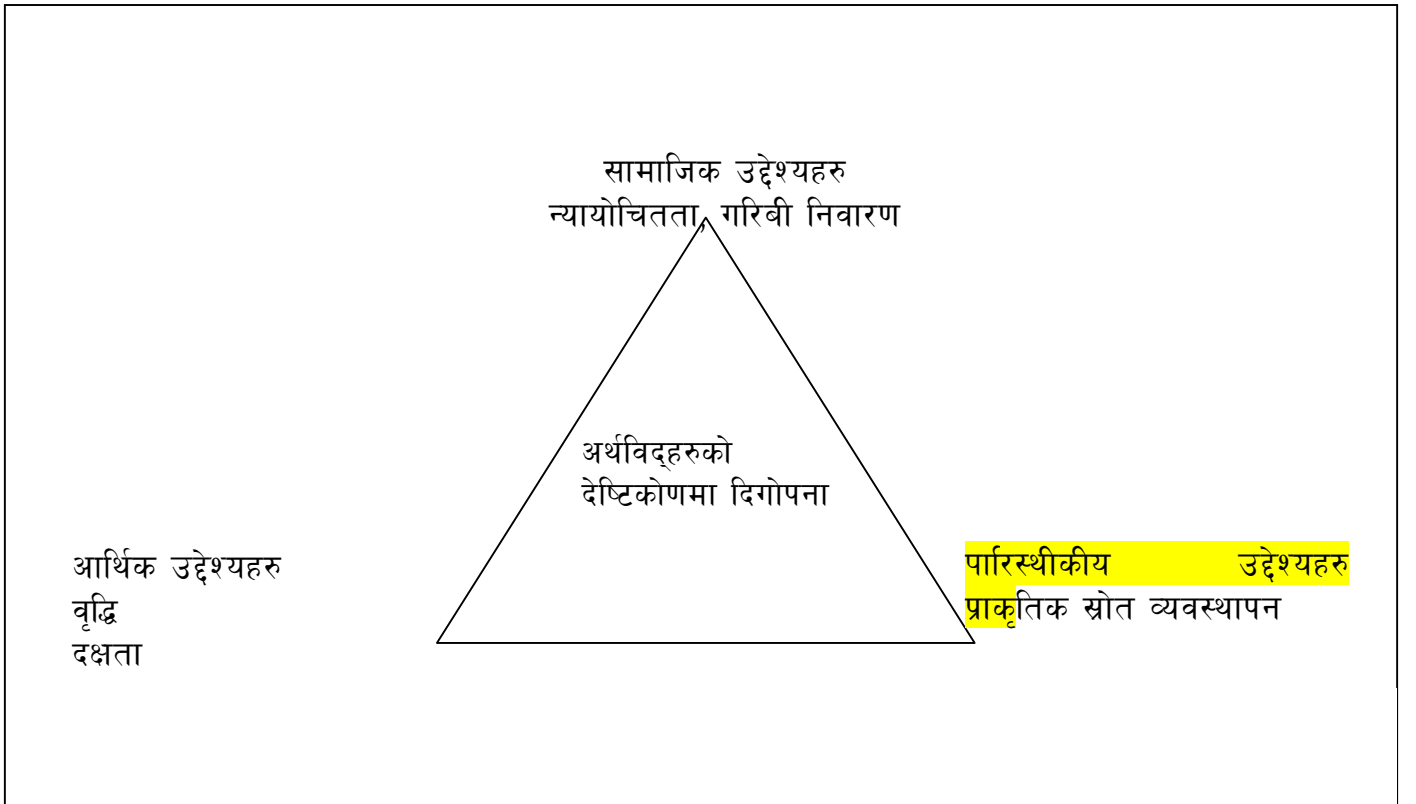 सामाजिक उद्देश्यहरु
न्यायोचितता, गरिबी निवारण
अर्थविद्हरुको
देष्टिकोणमा दिगोपना
आर्थिक उद्देश्यहरु
वृद्धि
दक्षता
पार्रिस्थीकीय उद्देश्यहरु
प्राकृतिक स्रोत व्यवस्थापन